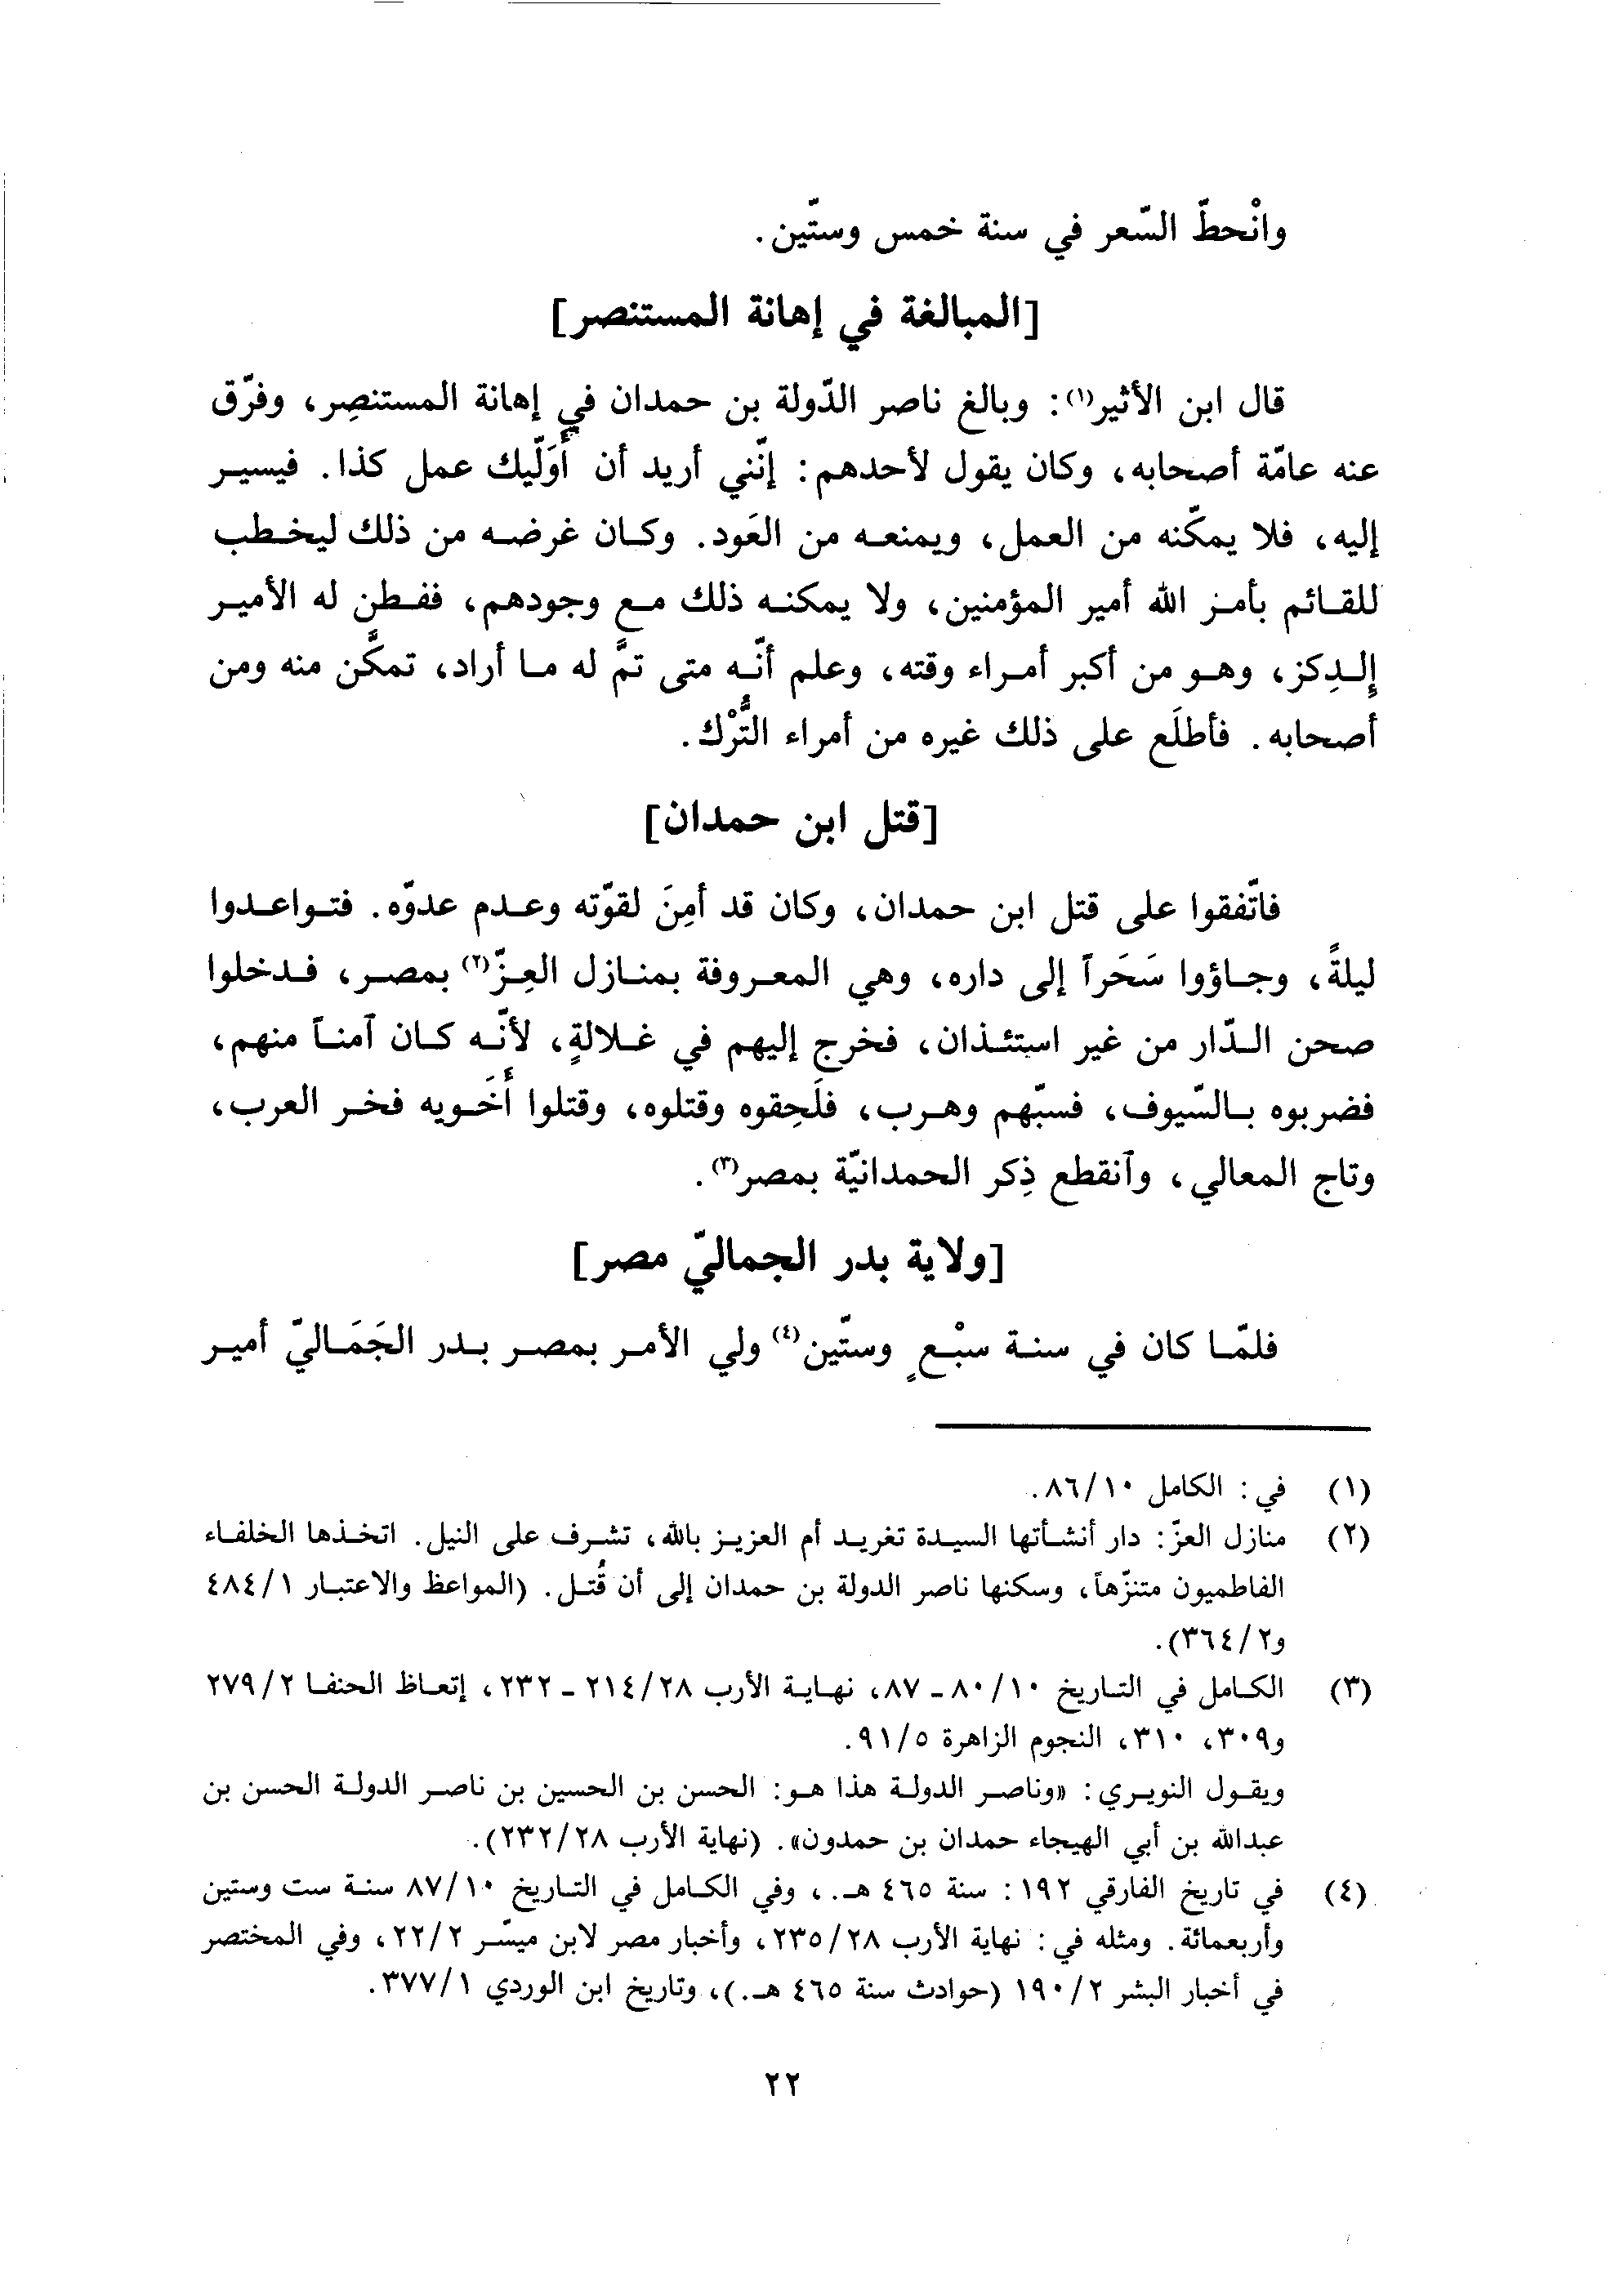 وانْحطّ السّعر في سنة خمس وستّين.
[المبالغة في إهانة المستنصر]
قال ابن الأثير(١): وبالغ ناصر الدّولة بن حمدان في إهانة المستنصِر، وفرّق
عنه عامّة أصحابه، وكان يقول لأحدهم: إنّني أريد أن أُوَلّيك عمل كذا. فيسير
إليه، فلا يمكّنه من العمل، ويمنعه من العَود. وكان غرضه من ذلك ليخطب
للقائم بأمر الله أمير المؤمنين، ولا يمكنه ذلك مع وجودهم، ففطن له الأمير
إلدِكز، وهو من أكبر أمراء وقته، وعلم أنّه متى تمَّ له ما أراد، تمكَّن منه ومن
أصحابه. فأطلَع على ذلك غيره من أمراء التُّرْك.
[قتل ابن حمدان]
فاتّفقوا على قتل ابن حمدان، وكان قد أمِنَ لقوّته وعدم عدوّه. فتواعدوا
ليلةً، وجاؤوا سَحَراً إلى داره، وهي المعروفة بمنازل العِزّ(٢) بمصر، فدخلوا
صحن الدّار من غير استئذان، فخرج إليهم في غلالةٍ، لأنّه كان آمناً منهم،
فضربوه بالسّيوف، فسبّهم وهرب، فلَحِقوه وقتلوه، وقتلوا أَخَويه فخر العرب،
وتاج المعالي، وآنقطع ذِكر الحمدانيّة بمصر(٣).
[ولاية بدر الجماليّ مصر]
فلمّا كان في سنة سبْعٍ وستّين(٤) ولي الأمر بمصر بدر الجَمَاليّ أمير
(١) في: الكامل ٨٦/١٠.
(٢) منازل العزّ: دار أنشأتها السيدة تغريد أم العزيز بالله، تشرف على النيل. اتخذها الخلفاء
الفاطميون متنزّهاً، وسكنها ناصر الدولة بن حمدان إلى أن قُتل. (المواعظ والاعتبار ٤٨٤/١
و٣٦٤/٢).
(٣) الكامل في التاريخ ٨٠/١٠ - ٨٧، نهاية الأرب ٢١٤/٢٨ - ٢٣٢، إتعاظ الحنفا ٢٧٩/٢
و٣٠٩، ٣١٠، النجوم الزاهرة ٩١/٥.
ويقول النويري: «وناصر الدولة هذا هو: الحسن بن الحسين بن ناصر الدولة الحسن بن
عبدالله بن أبي الهيجاء حمدان بن حمدون». (نهاية الأرب ٢٣٢/٢٨).
(٤) في تاريخ الفارقي ١٩٢: سنة ٤٦٥ هـ.، وفي الكامل في التاريخ ٨٧/١٠ سنة ست وستين
وأربعمائة. ومثله في: نهاية الأرب ٢٣٥/٢٨، وأخبار مصر لابن ميسّر ٢٢/٢، وفي المختصر
في أخبار البشر ١٩٠/٢ (حوادث سنة ٤٦٥ هـ.)، وتاريخ ابن الوردي ٣٧٧/١.
٢٢